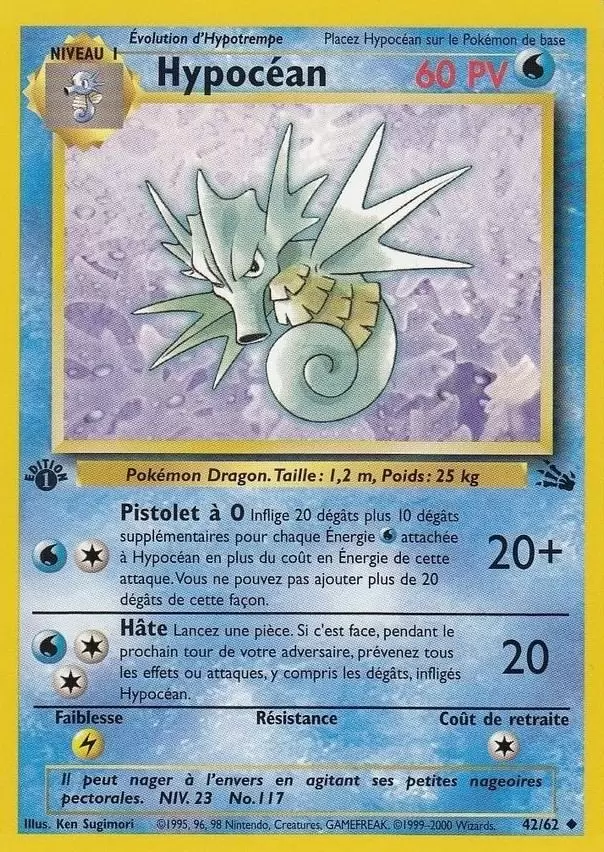 Évolution d'Hypotrempe Placez Hypocéan sur le Pokémon de base
NIVEAU 1
Hypocéan 60 PV
EDITION 1
Pokémon Dragon. Taille: 1,2 m, Poids: 25 kg
Pistolet à O Inflige 20 dégâts plus 10 dégâts
supplémentaires pour chaque Énergie attachée
à Hypocéan en plus du coût en Énergie de cette
attaque. Vous ne pouvez pas ajouter plus de 20
dégâts de cette façon.
20+
Hâte Lancez une pièce. Si c'est face, pendant le
prochain tour de votre adversaire, prévenez tous
les effets ou attaques, y compris les dégâts, infligés
Hypocéan.
20
Faiblesse Résistance Coût de retraite
Il peut nager à l'envers en agitant ses petites nageoires
pectorales. NIV. 23 No. 117
Illus. Ken Sugimori ©1995, 96, 98 Nintendo, Creatures, GAMEFREAK. ©1999-2000 Wizards. 42/62